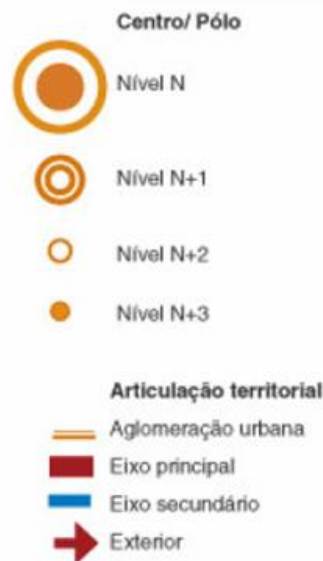 Centro/ Pólo
Nível N
Nível N+1
Nível N+2
Nível N+3
Articulação territorial
Aglomeração urbana
Eixo principal
Eixo secundário
Exterior